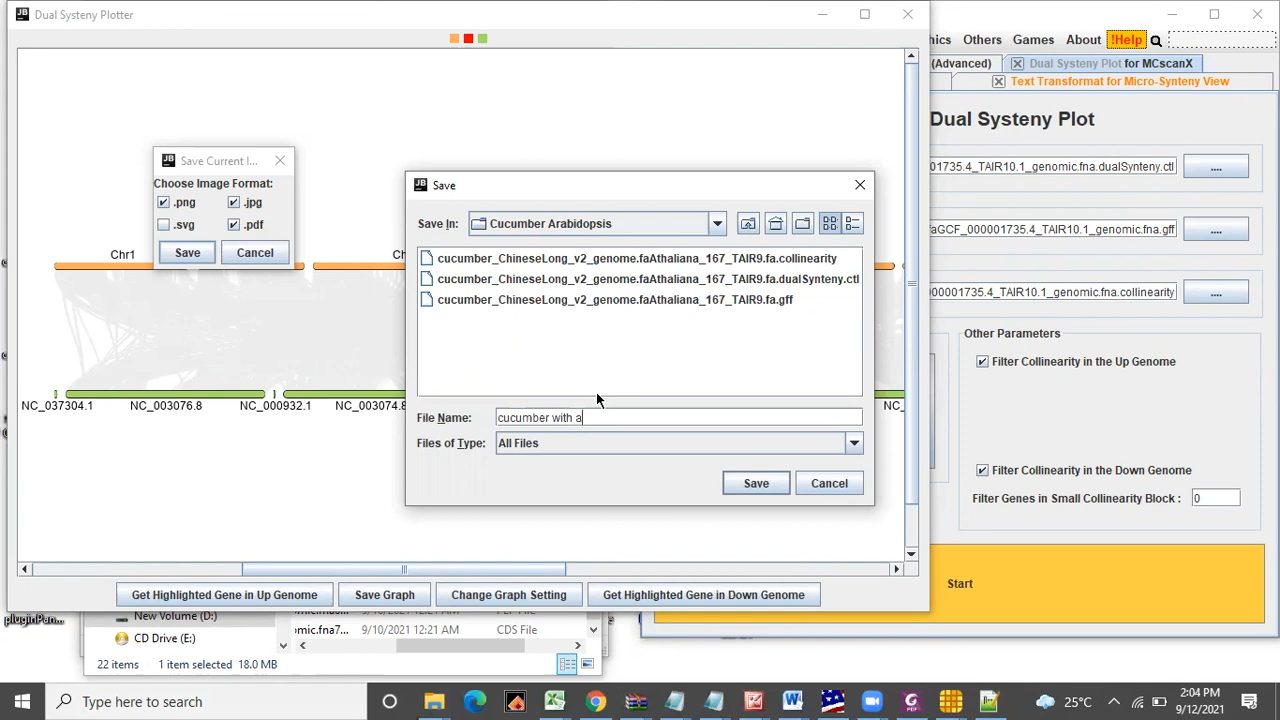 Dual Systeny Plotter
hics Others Games About !Help
(Advanced) Dual Systeny Plot for MCscanX
Text Transformat for Micro-Synteny View
Dual Systeny Plot
01735.4_TAIR10.1_genomic.fna.dualSynteny.ctl ....
aGCF_000001735.4_TAIR10.1_genomic.fna.gff ....
00001735.4_TAIR10.1_genomic.fna.collinearity ....
Other Parameters
Filter Collinearity in the Up Genome
Filter Collinearity in the Down Genome
Filter Genes in Small Collinearity Block : 0
Start
Save Current I...
Choose Image Format:
.png .jpg
.svg .pdf
Save Cancel
Chr1
NC_037304.1 NC_003076.8 NC_000932.1 NC_003074.8
Save
Save In: Cucumber Arabidopsis
cucumber_ChineseLong_v2_genome.faAthaliana_167_TAIR9.fa.collinearity
cucumber_ChineseLong_v2_genome.faAthaliana_167_TAIR9.fa.dualSynteny.ctl
cucumber_ChineseLong_v2_genome.faAthaliana_167_TAIR9.fa.gff
File Name: cucumber with a
Files of Type: All Files
Save Cancel
Get Highlighted Gene in Up Genome Save Graph Change Graph Setting Get Highlighted Gene in Down Genome
New Volume (D:)
CD Drive (E:)
omic.fna7... 9/10/2021 12:21 AM CDS File
22 items 1 item selected 18.0 MB
pluginPan...
Type here to search
25°C
2:04 PM
9/12/2021